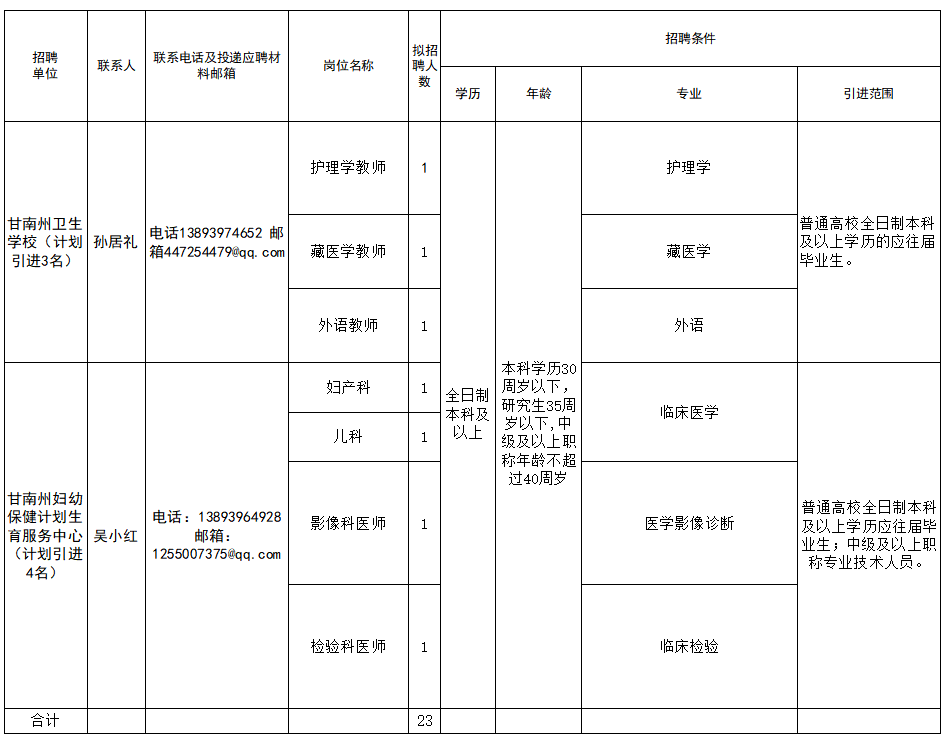 招聘
单位
联系人
联系电话及投递应聘材
料邮箱
岗位名称
拟招
聘人
数
招聘条件
学历
年龄
专业
引进范围
甘南州卫生
学校（计划
引进3名）
孙居礼
电话13893974652 邮
箱447254479@qq.com
护理学教师
1
护理学
藏医学教师
1
藏医学
外语教师
1
外语
普通高校全日制本科
及以上学历的应往届
毕业生。
全日制
本科及
以上
本科学历30
周岁以下，
研究生35周
岁以下,中
级及以上职
称年龄不超
过40周岁
甘南州妇幼
保健计划生
育服务中心
（计划引进
4名）
吴小红
电话：13893964928
邮箱：
1255007375@qq.com
妇产科
1
临床医学
儿科
1
影像科医师
1
医学影像诊断
检验科医师
1
临床检验
普通高校全日制本科
及以上学历应往届毕
业生；中级及以上职
称专业技术人员。
合计
23